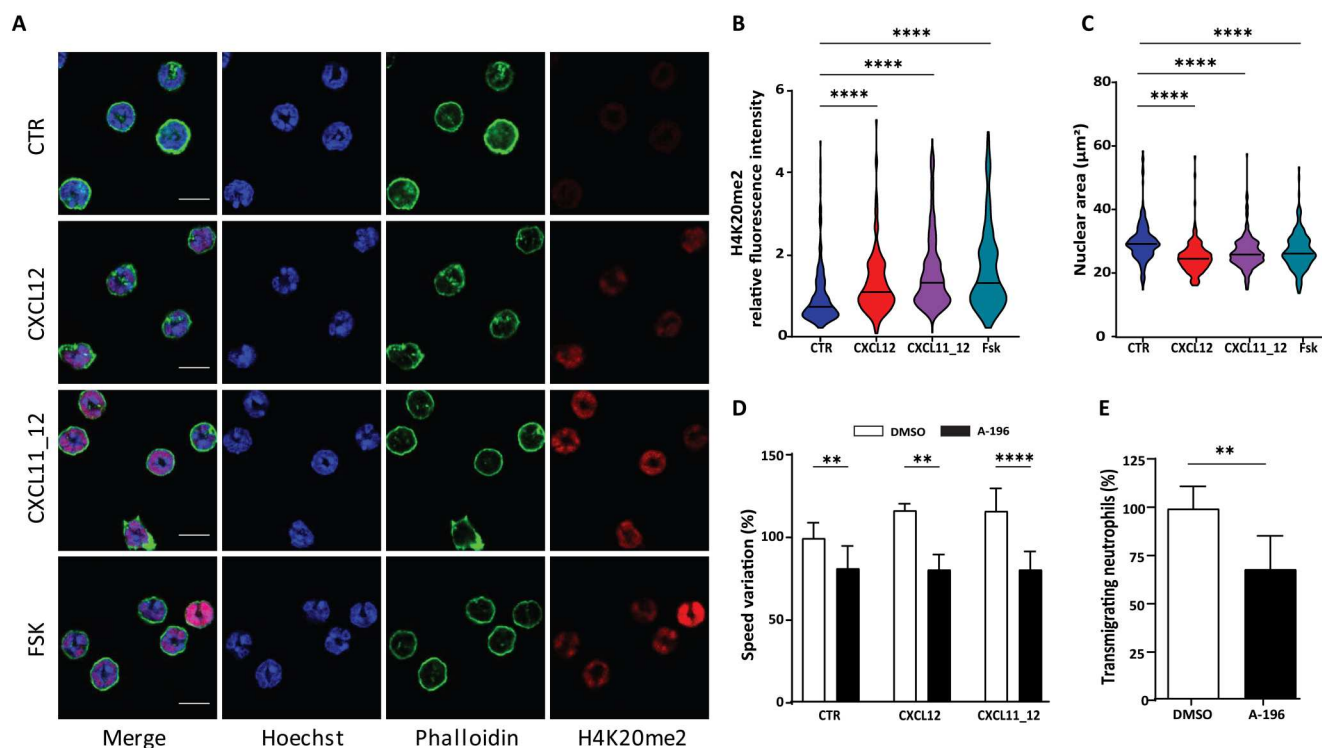 A
CTR
CXCL12
CXCL11_12
FSK
Merge Hoechst Phalloidin H4K20me2
B
****
****
****
H4K20me2
relative fluorescence intensity
6
4
2
0
CTR CXCL12 CXCL11_12 Fsk
C
****
****
****
Nuclear area (µm²)
80
60
40
20
0
CTR CXCL12 CXCL11_12 Fsk
D
DMSO A-196
** ** ****
Speed variation (%)
150
100
50
0
CTR CXCL12 CXCL11_12
E
**
Transmigrating neutrophils (%)
125
100
75
50
25
0
DMSO A-196